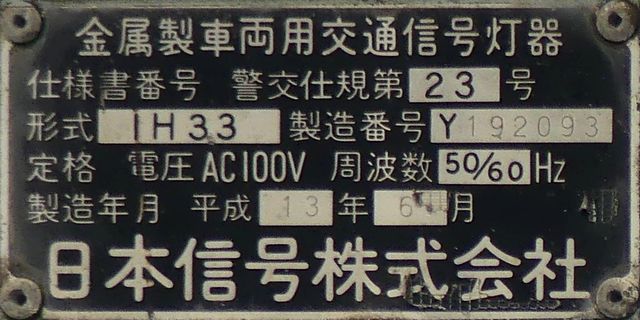 金属製車両用交通信号灯器
仕様書番号 警交仕規第 23 号
形式 1H33 製造番号 Y192093
定格 電圧 AC100V 周波数 50/60 Hz
製造年月 平成 13 年 6 月
日本信号株式会社